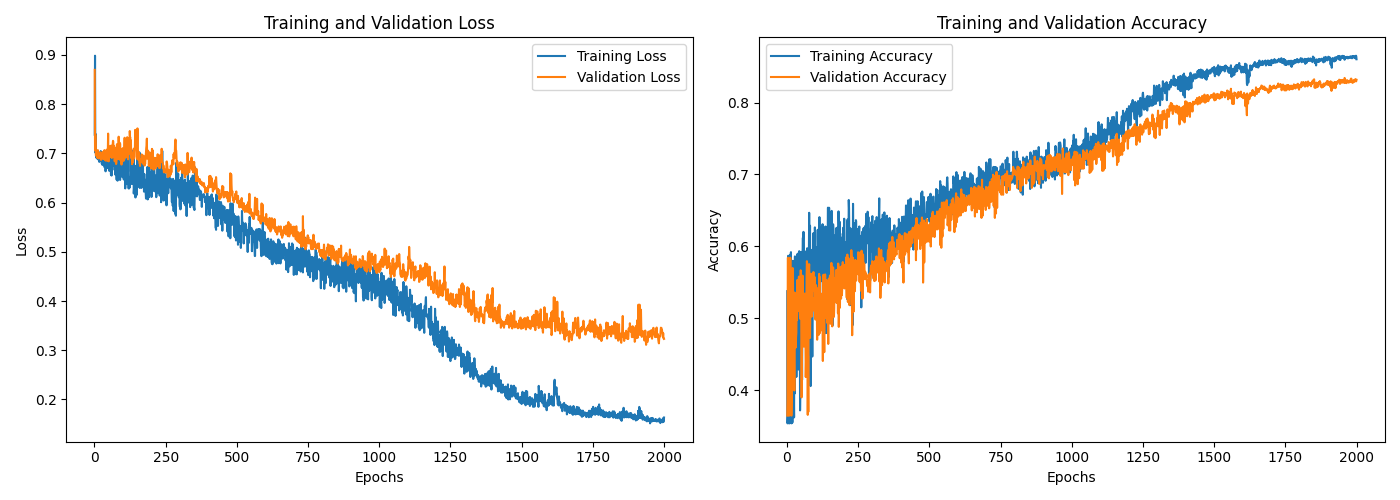 Training and Validation Loss
Training Loss
Validation Loss
0.9
0.8
0.7
0.6
0.5
0.4
0.3
0.2
Loss
0 250 500 750 1000 1250 1500 1750 2000
Epochs
Training and Validation Accuracy
Training Accuracy
Validation Accuracy
0.8
0.7
0.6
0.5
0.4
Accuracy
0 250 500 750 1000 1250 1500 1750 2000
Epochs